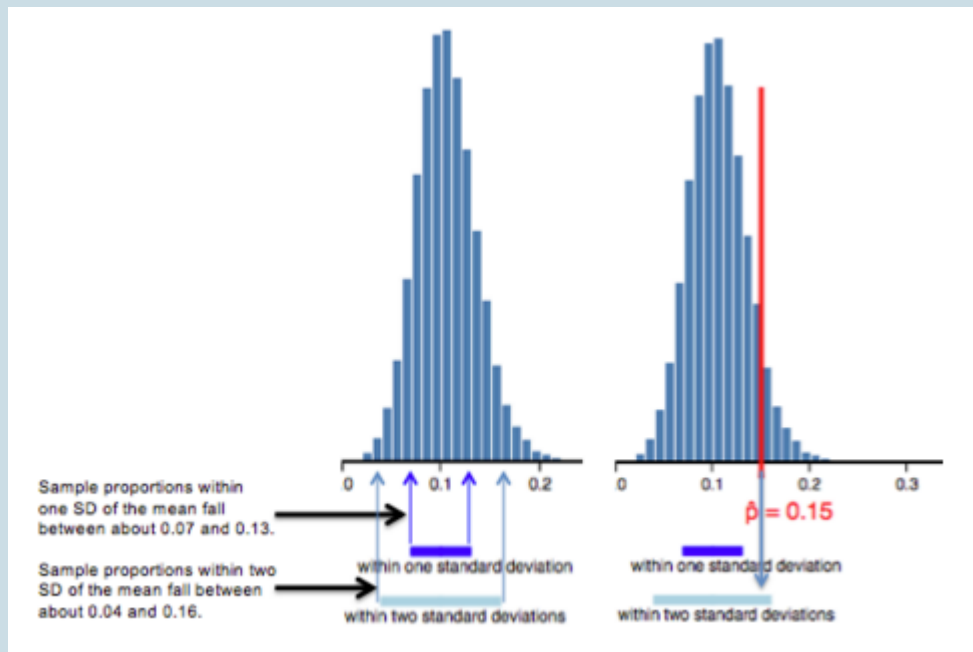 .0
0.1
0.2
.0
0.1
0.2
0.3
p̂ = 0.15
Sample proportions within
one SD of the mean fall
between about 0.07 and 0.13.
within one standard deviation
within one standard deviation
Sample proportions within two
SD of the mean fall between
about 0.04 and 0.16.
within two standard deviations
within two standard deviations